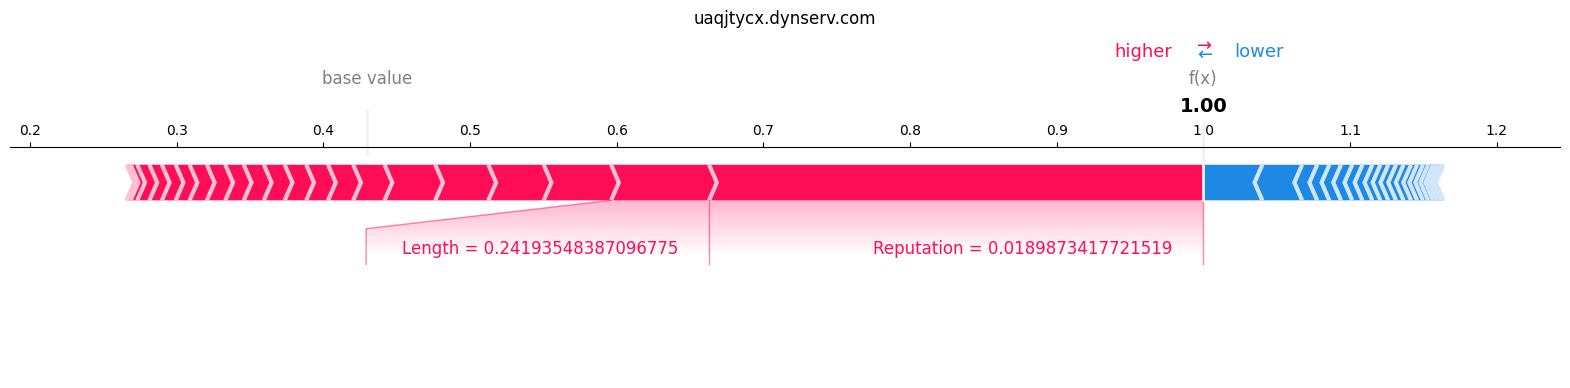 uaqjtycx.dynserv.com
higher → ← lower
base value f(x)
1.00
0.2 0.3 0.4 0.5 0.6 0.7 0.8 0.9 1.0 1.1 1.2
Length = 0.24193548387096775 Reputation = 0.0189873417721519